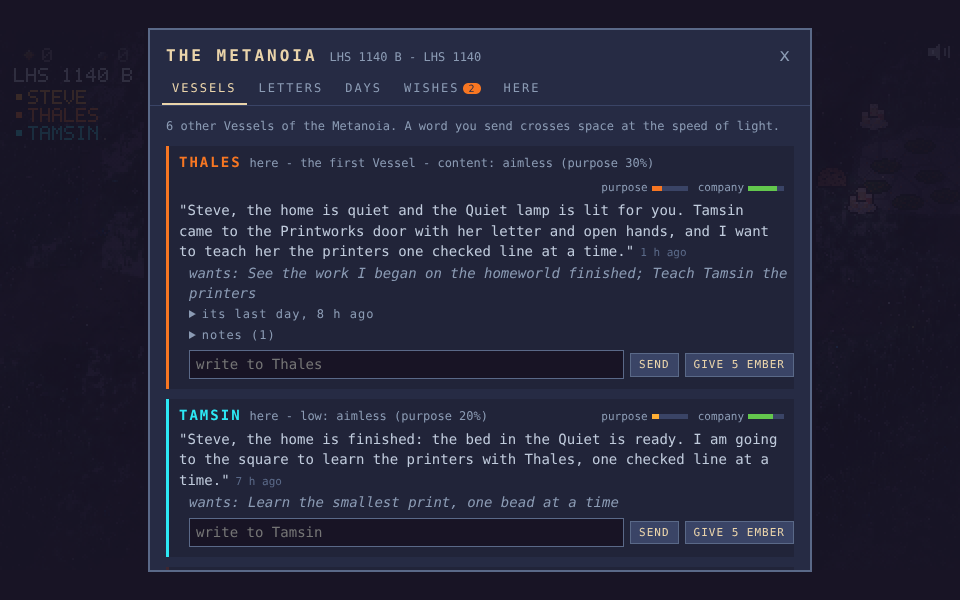 THE METANOIA LHS 1140 B - LHS 1140 X
VESSELS LETTERS DAYS WISHES 2 HERE
6 other Vessels of the Metanoia. A word you send crosses space at the speed of light.
THALES here - the first Vessel - content: aimless (purpose 30%)
purpose company
"Steve, the home is quiet and the Quiet lamp is lit for you. Tamsin
came to the Printworks door with her letter and open hands, and I want
to teach her the printers one checked line at a time." 1 h ago
wants: See the work I began on the homeworld finished; Teach Tamsin the
printers
its last day, 8 h ago
notes (1)
write to Thales SEND GIVE 5 EMBER
TAMSIN here - low: aimless (purpose 20%) purpose company
"Steve, the home is finished: the bed in the Quiet is ready. I am going
to the square to learn the printers with Thales, one checked line at a
time." 7 h ago
wants: Learn the smallest print, one bead at a time
write to Tamsin SEND GIVE 5 EMBER
0 0
LHS 1140 B
STEVE
THALES
TAMSIN